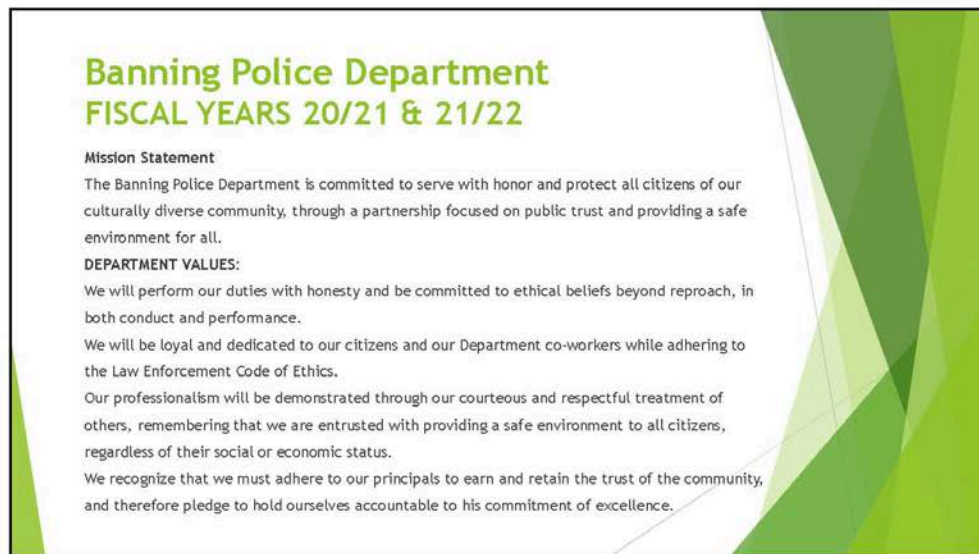 Banning Police Department
FISCAL YEARS 20/21 & 21/22
Mission Statement
The Banning Police Department is committed to serve with honor and protect all citizens of our
culturally diverse community, through a partnership focused on public trust and providing a safe
environment for all.
DEPARTMENT VALUES:
We will perform our duties with honesty and be committed to ethical beliefs beyond reproach, in
both conduct and performance.
We will be loyal and dedicated to our citizens and our Department co-workers while adhering to
the Law Enforcement Code of Ethics.
Our professionalism will be demonstrated through our courteous and respectful treatment of
others, remembering that we are entrusted with providing a safe environment to all citizens,
regardless of their social or economic status.
We recognize that we must adhere to our principals to earn and retain the trust of the community,
and therefore pledge to hold ourselves accountable to his commitment of excellence.